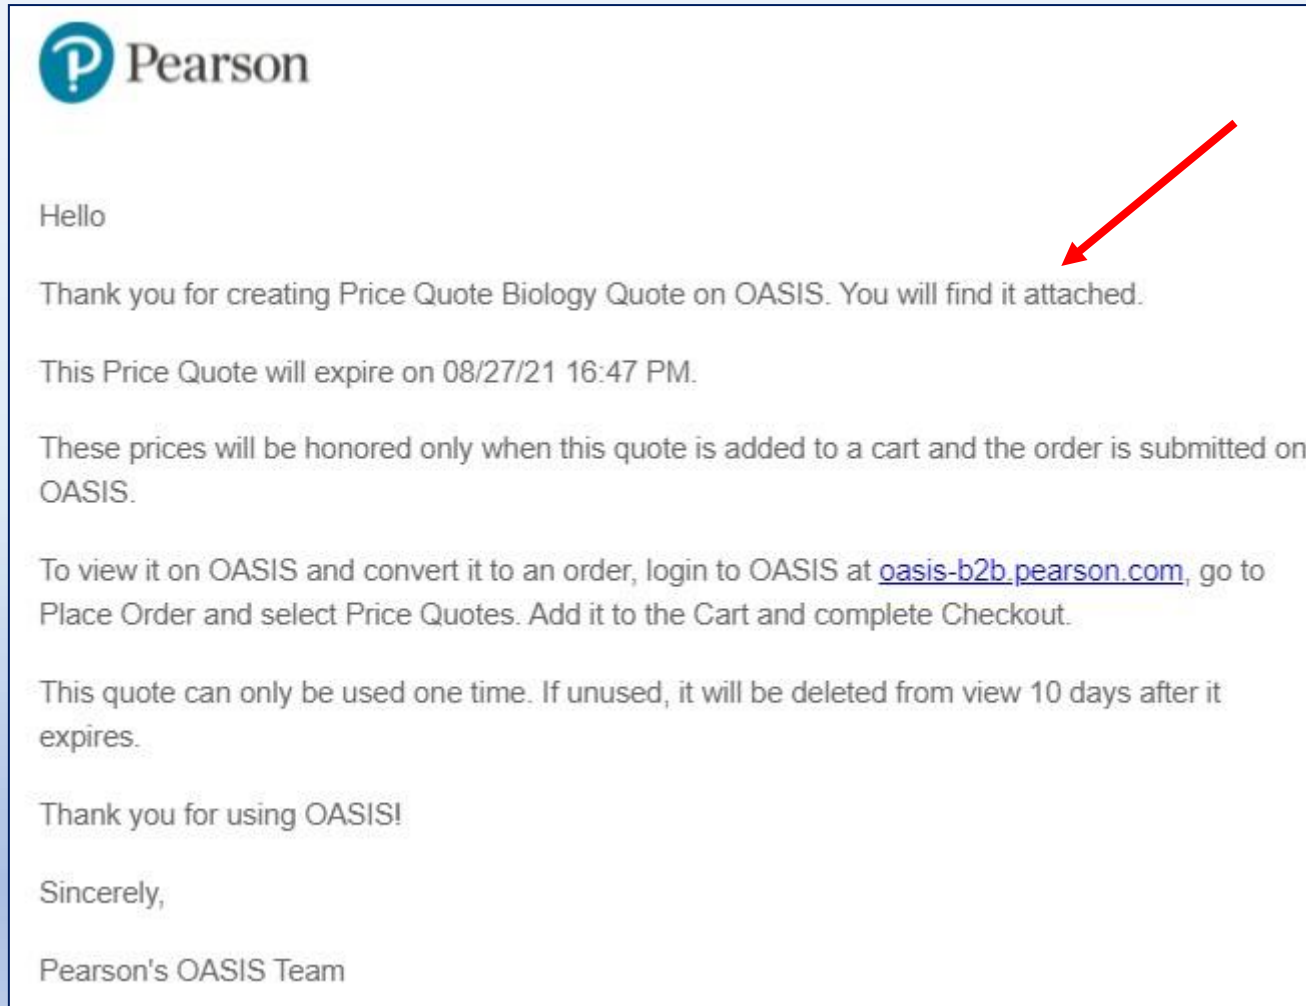 Pearson
Hello
Thank you for creating Price Quote Biology Quote on OASIS. You will find it attached.
This Price Quote will expire on 08/27/21 16:47 PM.
These prices will be honored only when this quote is added to a cart and the order is submitted on
OASIS.
To view it on OASIS and convert it to an order, login to OASIS at oasis-b2b.pearson.com, go to
Place Order and select Price Quotes. Add it to the Cart and complete Checkout.
This quote can only be used one time. If unused, it will be deleted from view 10 days after it
expires.
Thank you for using OASIS!
Sincerely,
Pearson's OASIS Team